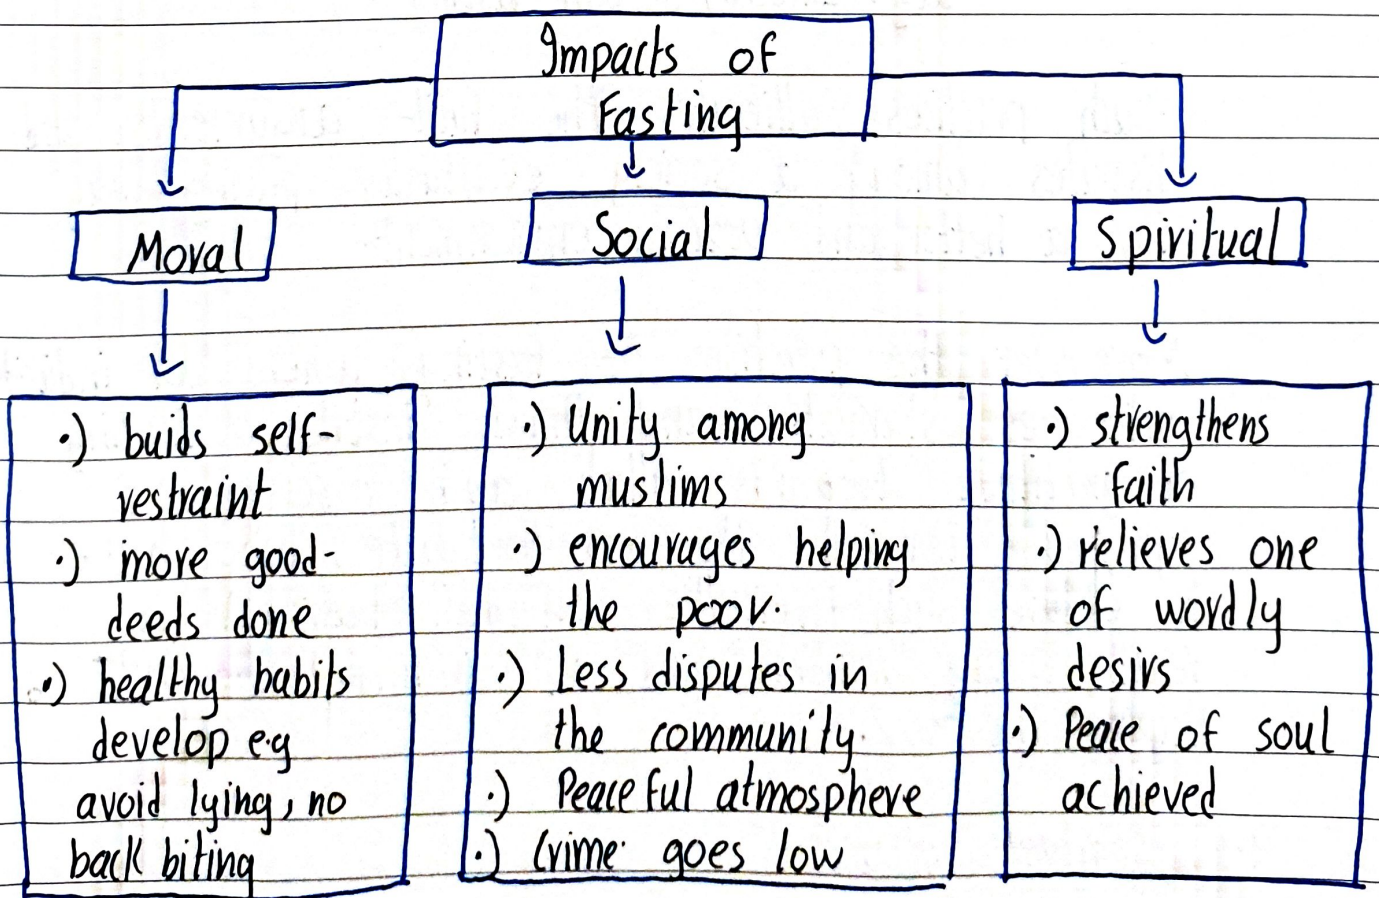 Impacts of
Fasting
Moral
Social
Spiritual
•) buids self-
restraint
•) more good-
deeds done
•) healthy habits
develop e.g
avoid lying, no
back biting
•) Unity among
muslims
•) encourages helping
the poor.
•) Less disputes in
the community.
•) Peaceful atmosphere
•) Crime goes low
•) strengthens
faith
•) relieves one
of wordly
desirs
•) Peace of soul
achieved